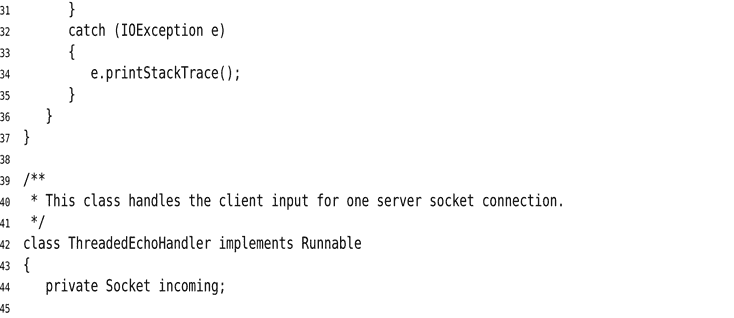 31       }
32       catch (IOException e)
33       {
34          e.printStackTrace();
35       }
36    }
37 }
38
39 /**
40  * This class handles the client input for one server socket connection.
41  */
42 class ThreadedEchoHandler implements Runnable
43 {
44    private Socket incoming;
45